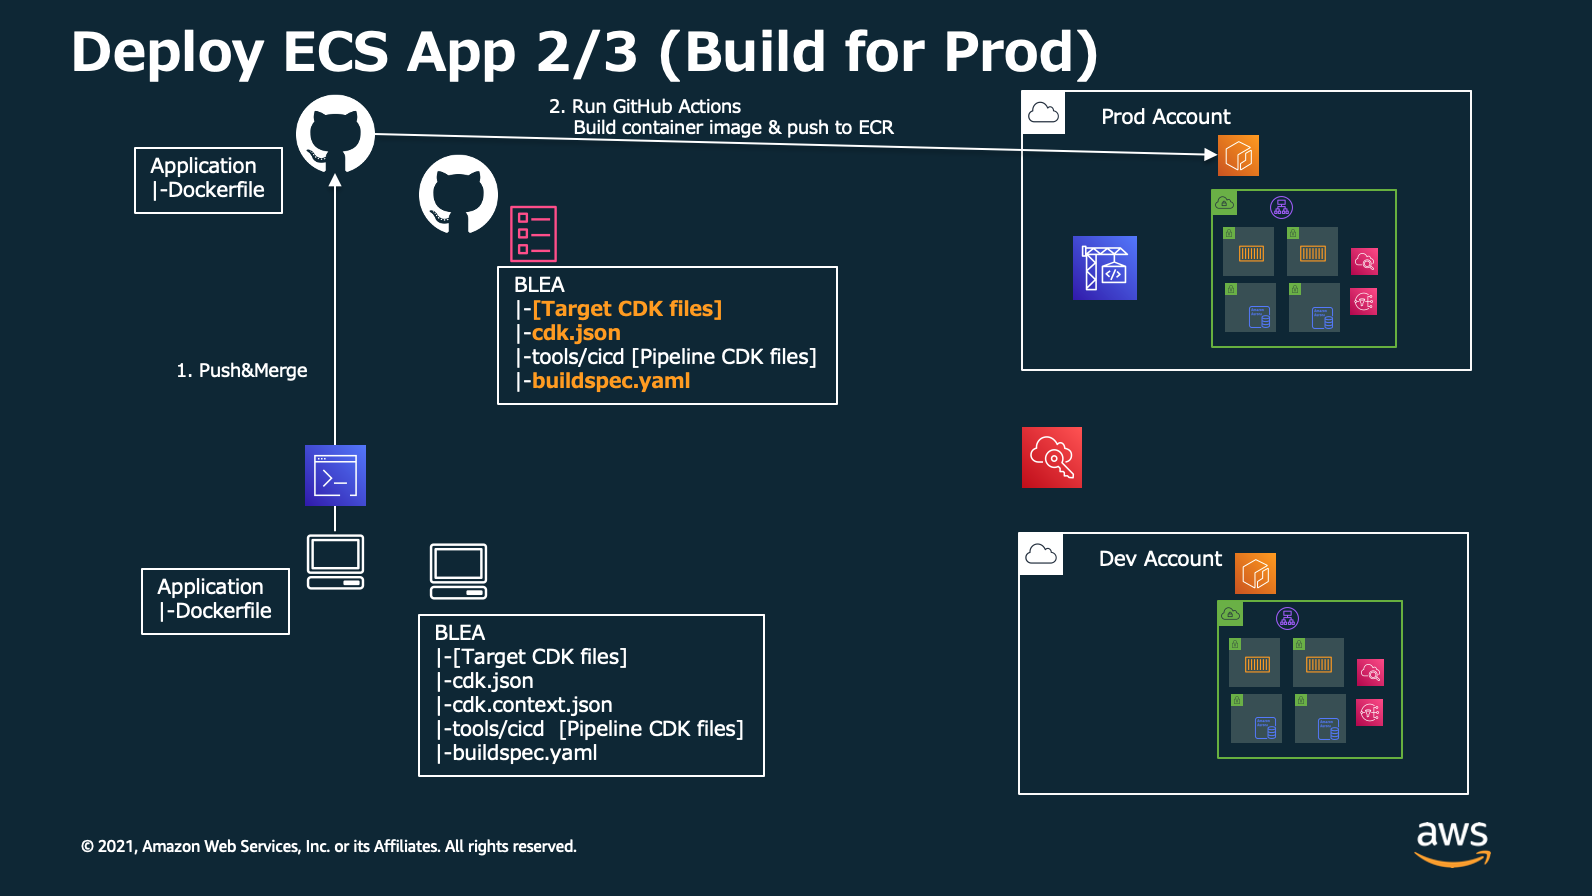 Deploy ECS App 2/3 (Build for Prod)
2. Run GitHub Actions
Build container image & push to ECR
Prod Account
Application
|-Dockerfile
BLEA
|-[Target CDK files]
|-cdk.json
|-tools/cicd [Pipeline CDK files]
|-buildspec.yaml
1. Push&Merge
Dev Account
Application
|-Dockerfile
BLEA
|-[Target CDK files]
|-cdk.json
|-cdk.context.json
|-tools/cicd [Pipeline CDK files]
|-buildspec.yaml
© 2021, Amazon Web Services, Inc. or its Affiliates. All rights reserved.
aws